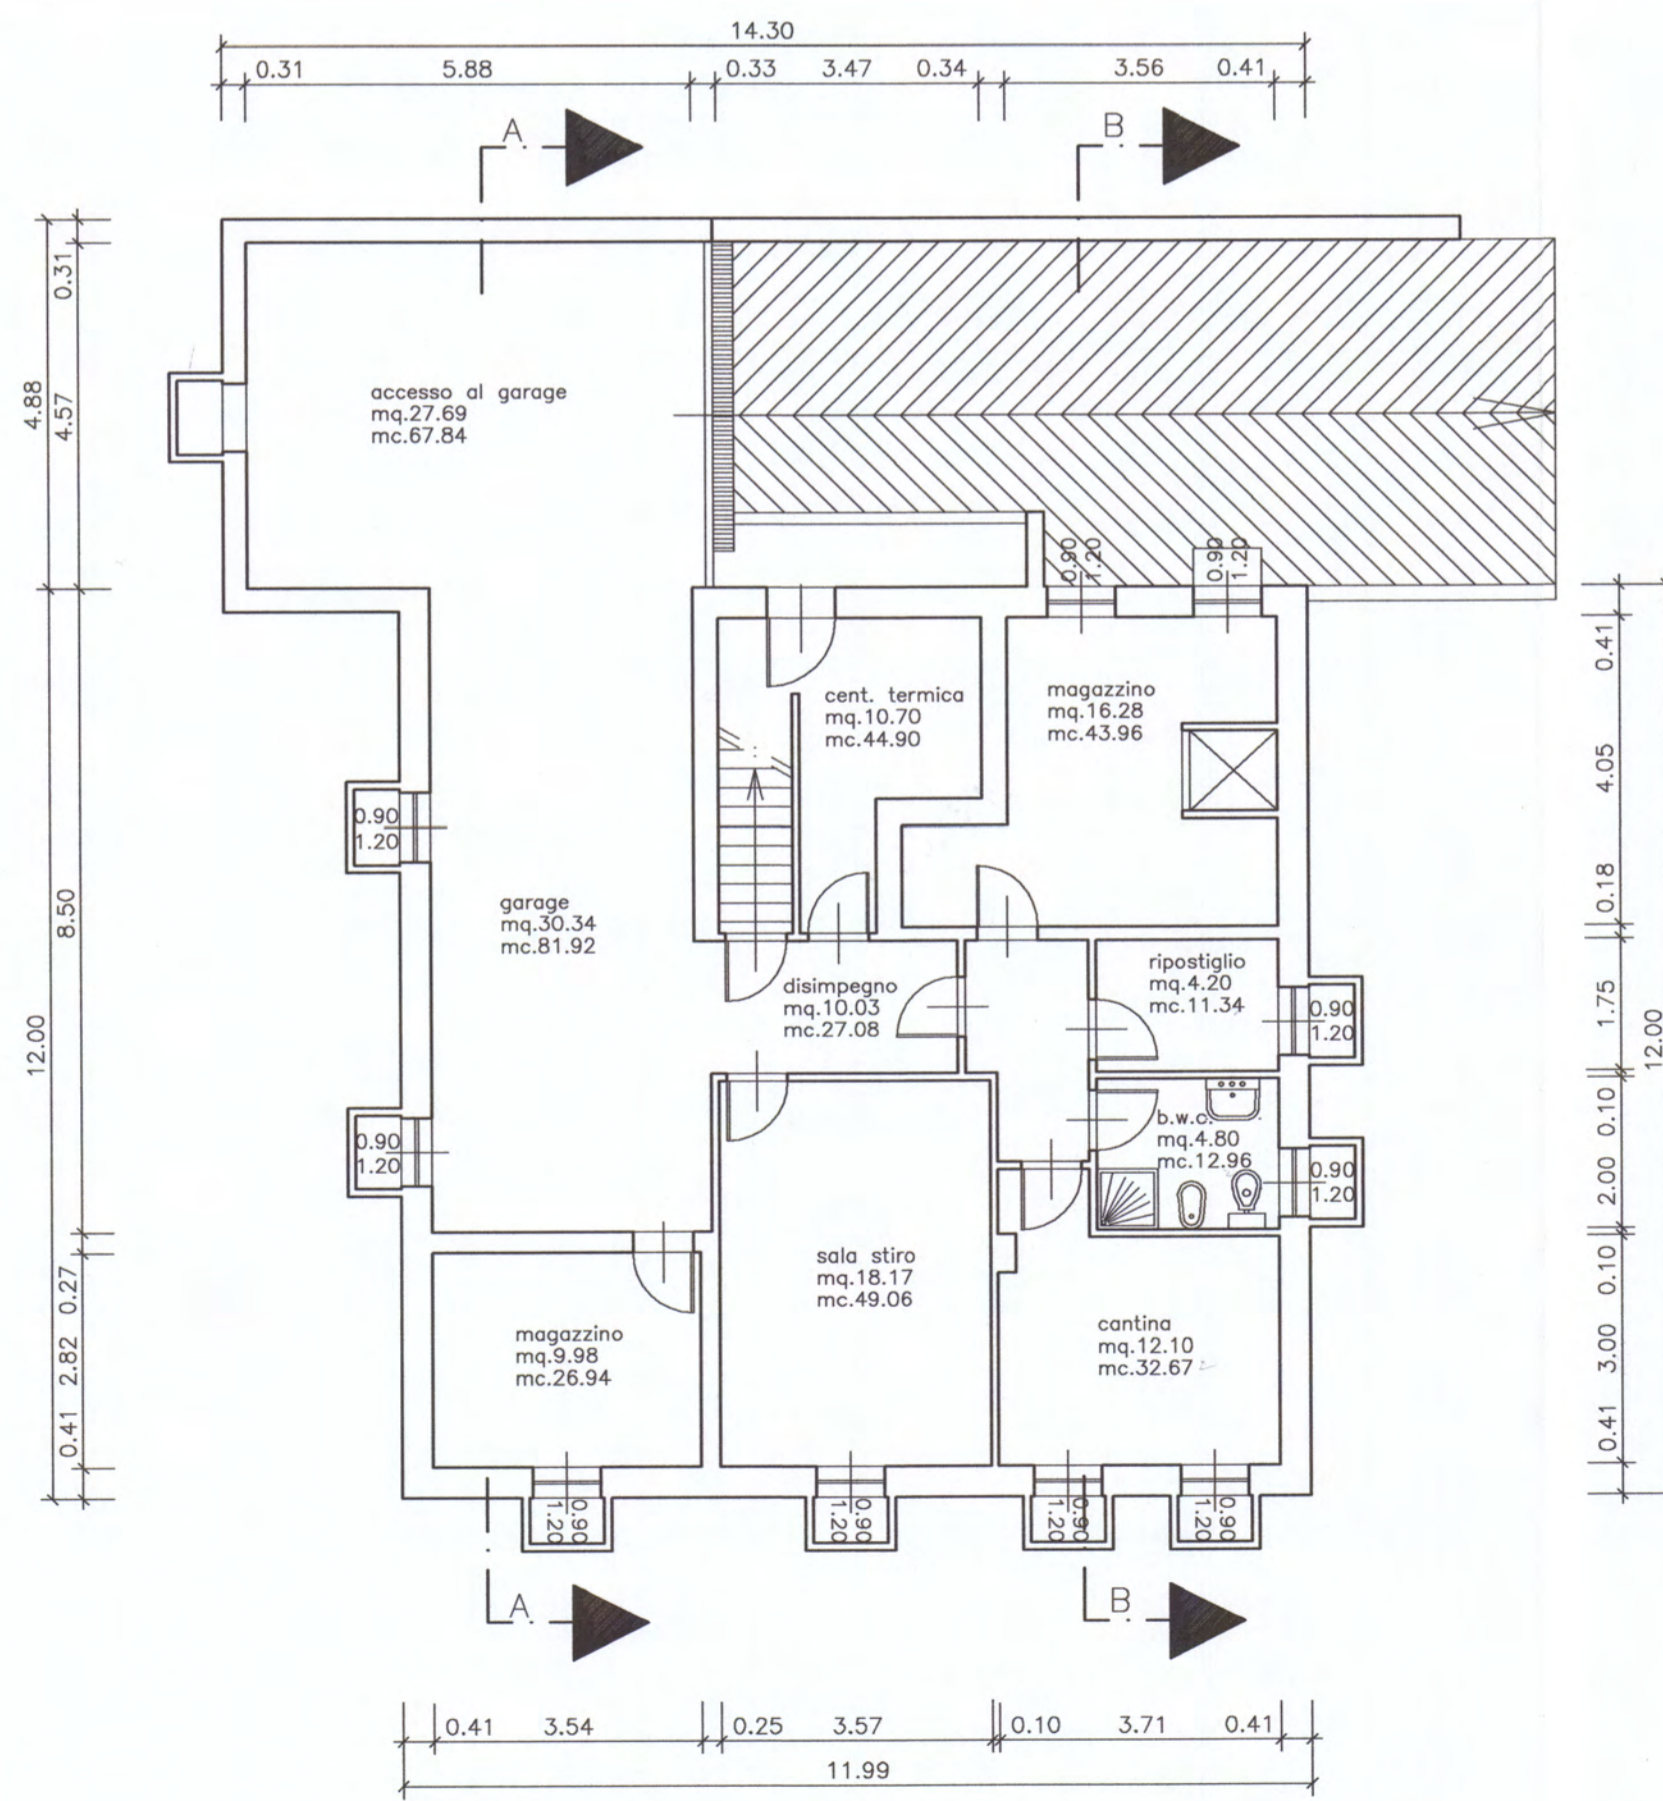 14.30
0.31 5.88 0.33 3.47 0.34 3.56 0.41
A B
4.88
0.31
4.57
accesso al garage
mq.27.69
mc.67.84
0.90
1.20
0.90
1.20
cent. termica
mq.10.70
mc.44.90
magazzino
mq.16.28
mc.43.96
0.41
4.05
0.18
0.90
1.20
garage
mq.30.34
mc.81.92
8.50
12.00
disimpegno
mq.10.03
mc.27.08
ripostiglio
mq.4.20
mc.11.34
0.90
1.20
1.75
12.00
0.90
1.20
b.w.c.
mq.4.80
mc.12.96
0.90
1.20
0.10
2.00
0.10
0.27
2.82
0.41
sala stiro
mq.18.17
mc.49.06
magazzino
mq.9.98
mc.26.94
cantina
mq.12.10
mc.32.67
3.00
0.41
0.90
1.20
0.90
1.20
0.90
1.20
0.90
1.20
A B
0.41 3.54 0.25 3.57 0.10 3.71 0.41
11.99